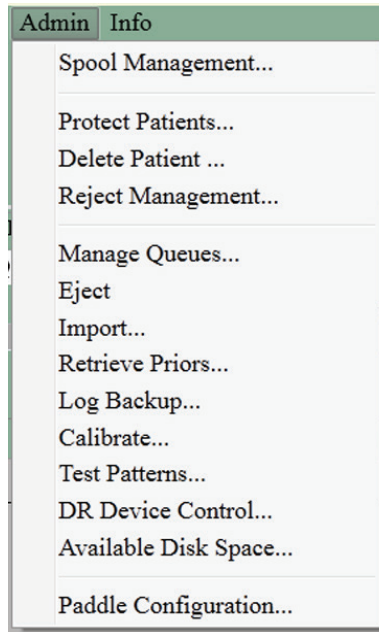 Admin Info
Spool Management...
Protect Patients...
Delete Patient ...
Reject Management...
Manage Queues...
Eject
Import...
Retrieve Priors...
Log Backup...
Calibrate...
Test Patterns...
DR Device Control...
Available Disk Space...
Paddle Configuration...